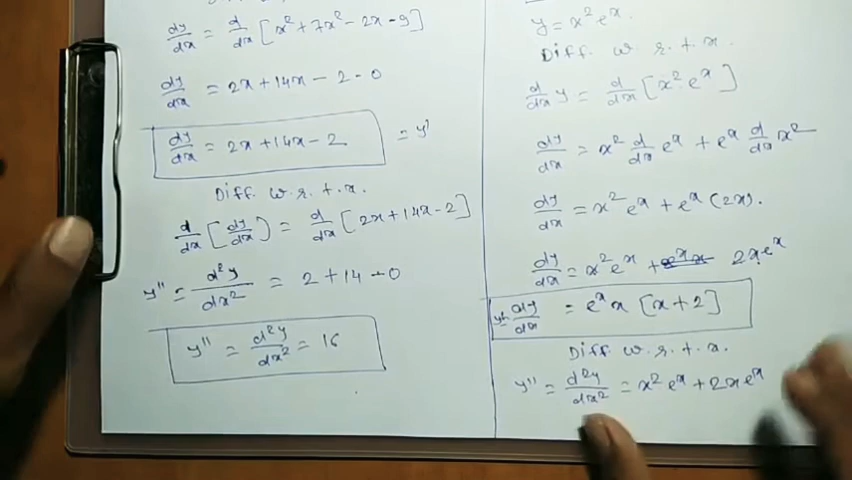 dy/dx = d/dx [x² + 7x² - 2x - 9]
dy/dx = 2x + 14x - 2 - 0
dy/dx = 2x + 14x - 2 = y'
Diff. w.r.t.x.
d/dx [dy/dx] = d/dx [2x + 14x - 2]
y'' = d²y/dx² = 2 + 14 - 0
y'' = d²y/dx² = 16
y = x² eˣ.
Diff. w.r.t x.
d/dx y = d/dx [x² eˣ]
dy/dx = x² d/dx eˣ + eˣ d/dx x²
dy/dx = x² eˣ + eˣ (2x).
dy/dx = x² eˣ + 2x eˣ
dy/dx = eˣ x [x + 2]
Diff w.r.t.x.
y'' = d²y/dx² = x² eˣ + 2x eˣ